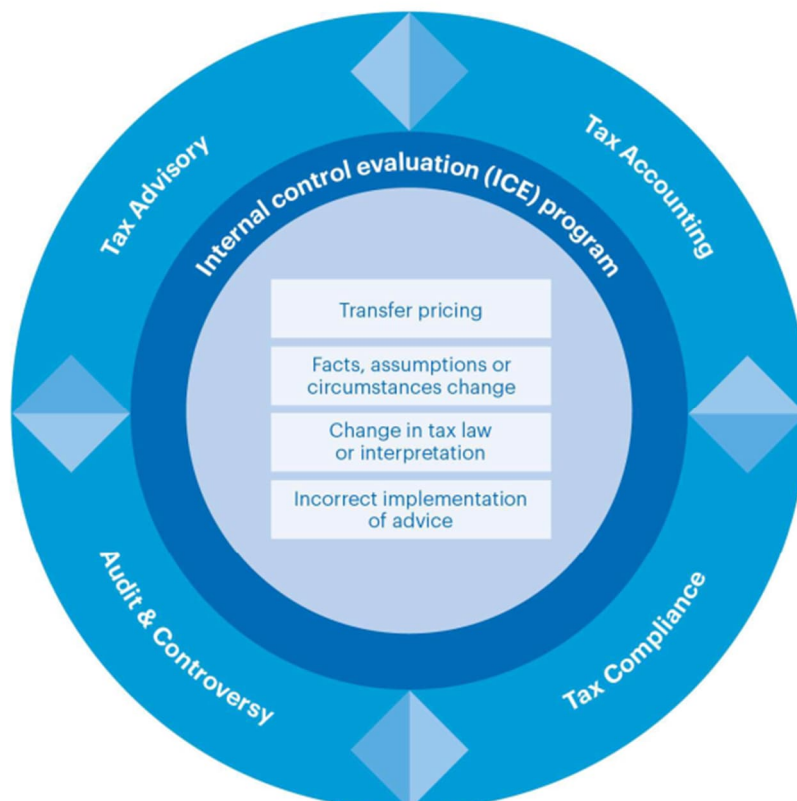 Tax Advisory
Tax Accounting
Internal control evaluation (ICE) program
Transfer pricing
Facts, assumptions or
circumstances change
Change in tax law
or interpretation
Incorrect implementation
of advice
Audit & Controversy
Tax Compliance